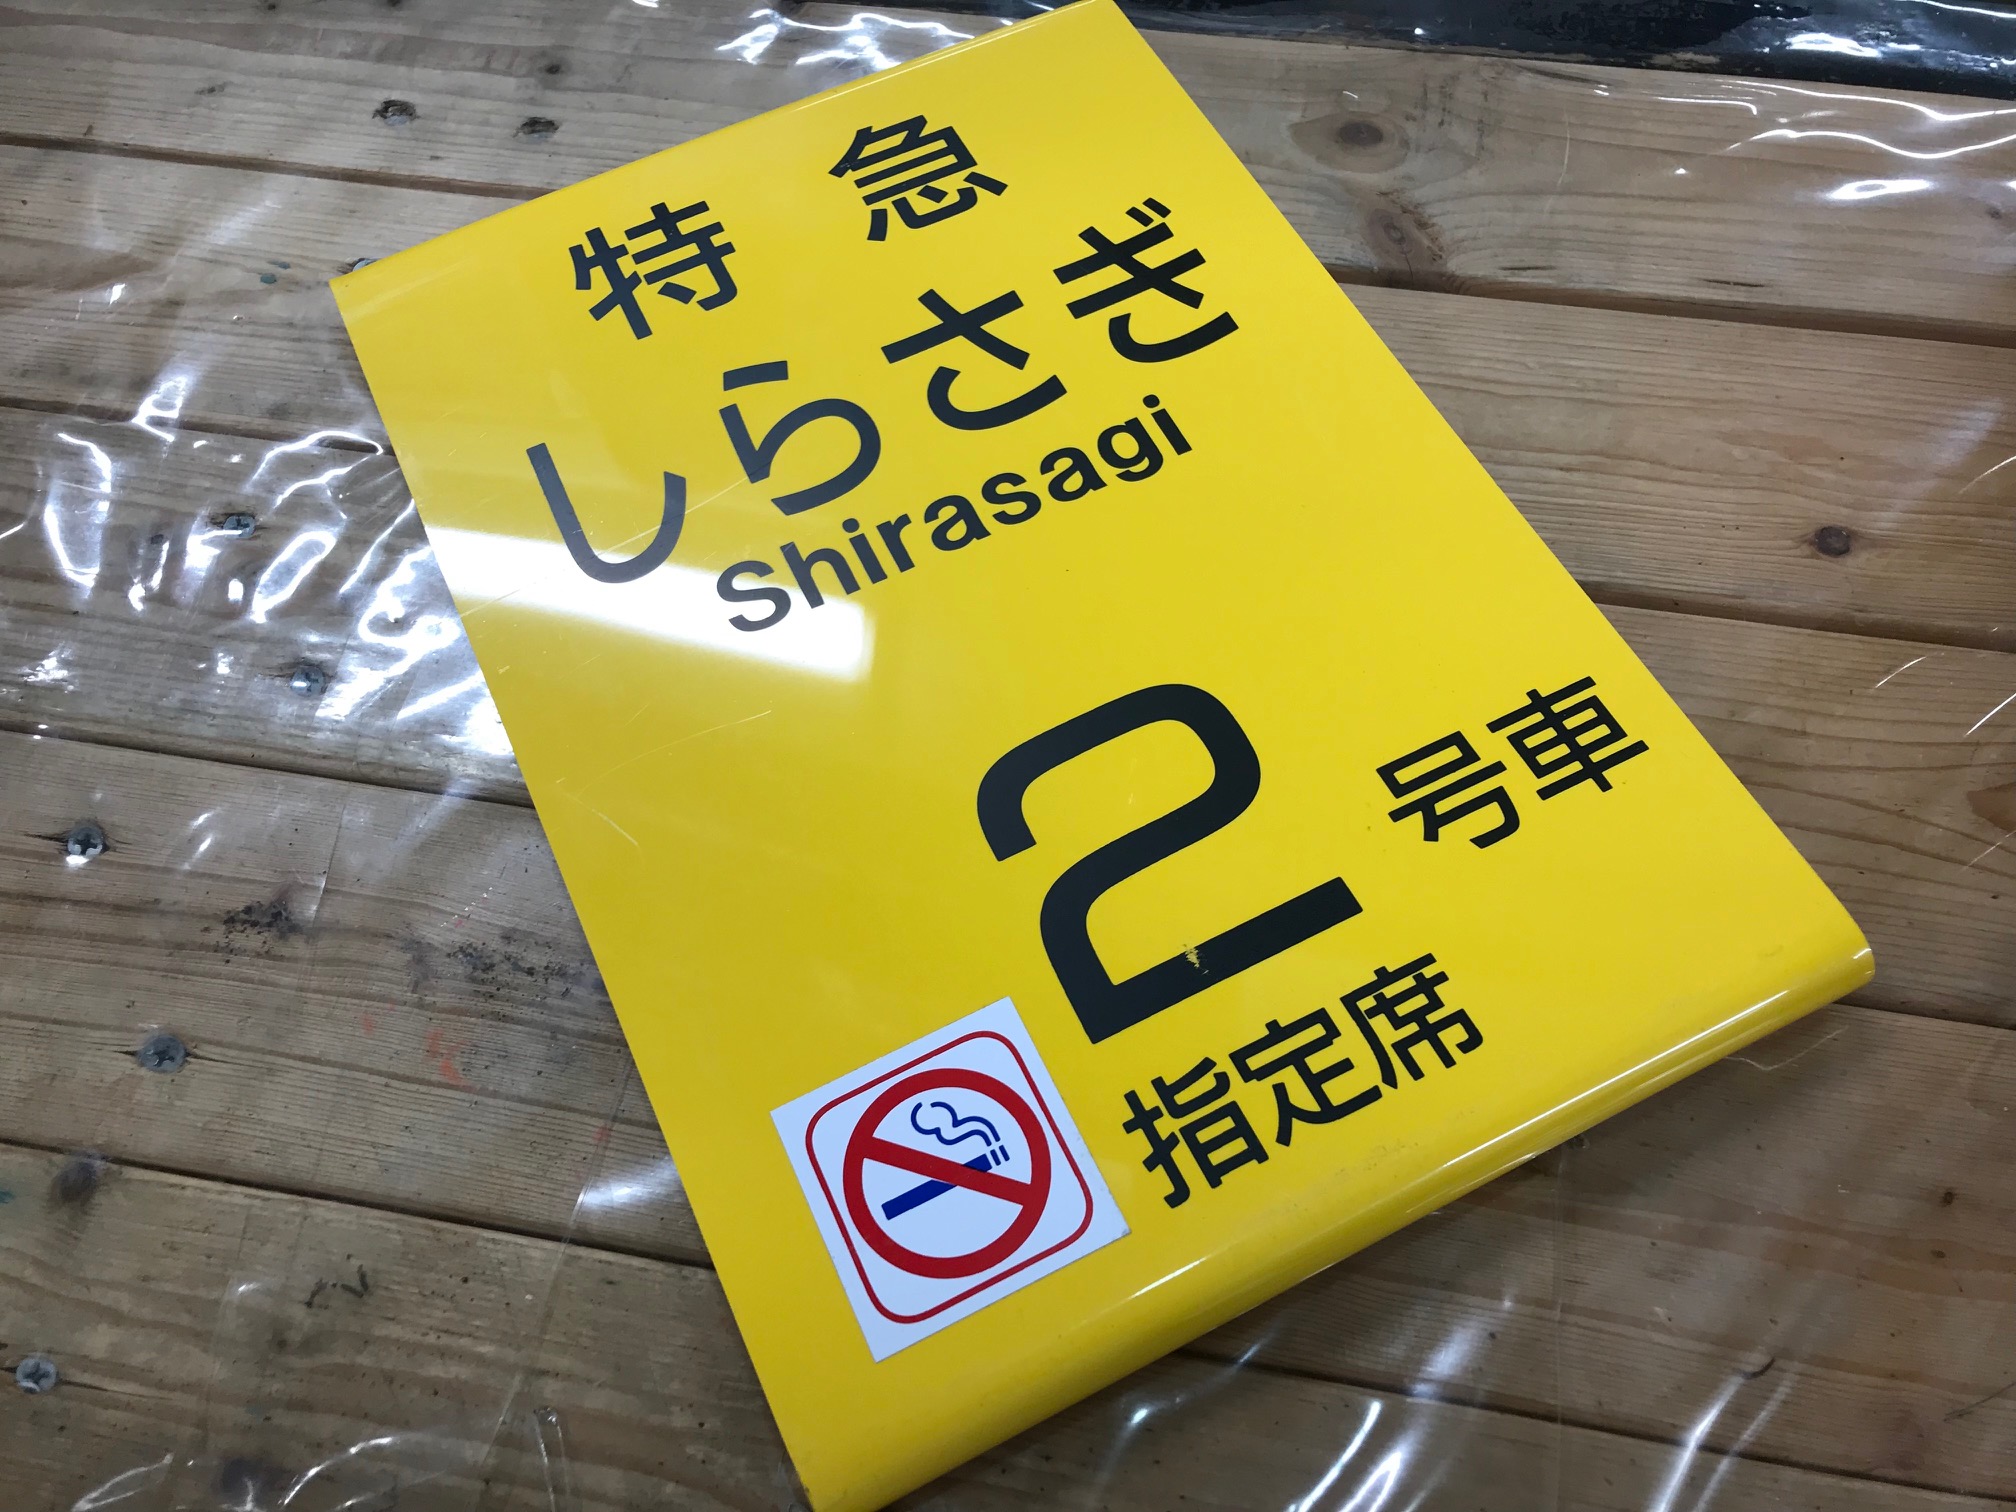 特急
しらさぎ
Shirasagi
2号車
指定席